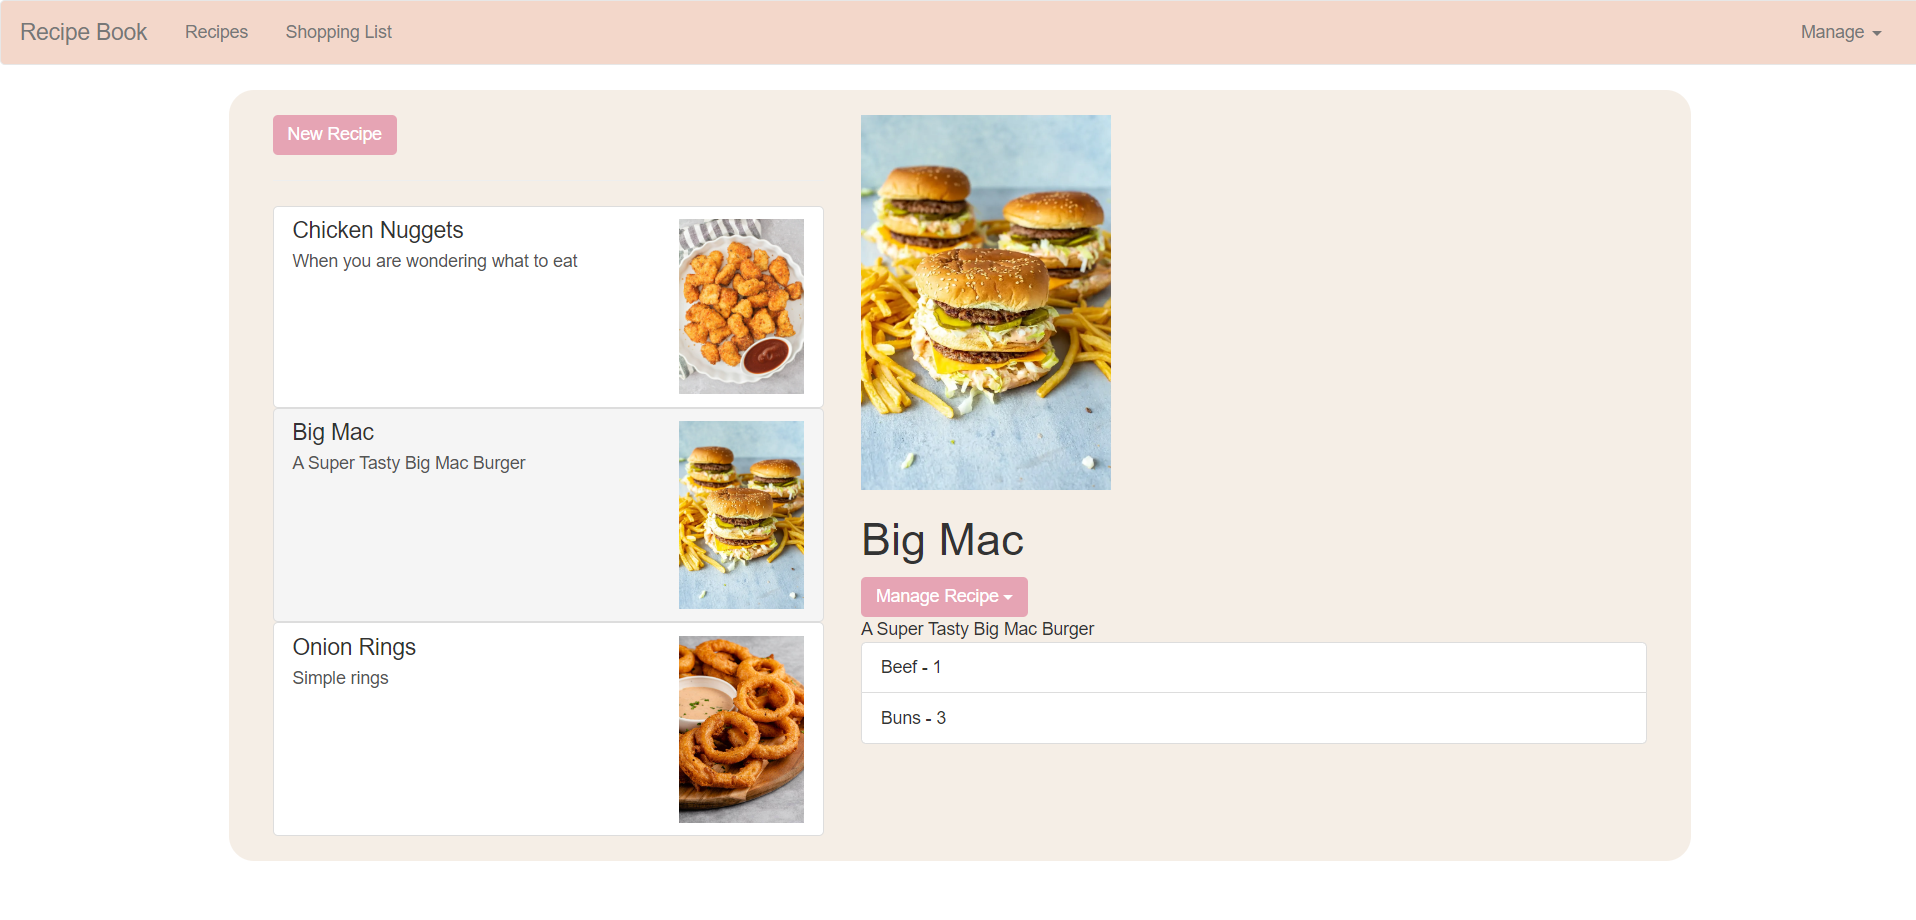 Recipe Book
Recipes
Shopping List
Manage
New Recipe
Chicken Nuggets
When you are wondering what to eat
Big Mac
A Super Tasty Big Mac Burger
Onion Rings
Simple rings
Big Mac
Manage Recipe
A Super Tasty Big Mac Burger
Beef - 1
Buns - 3